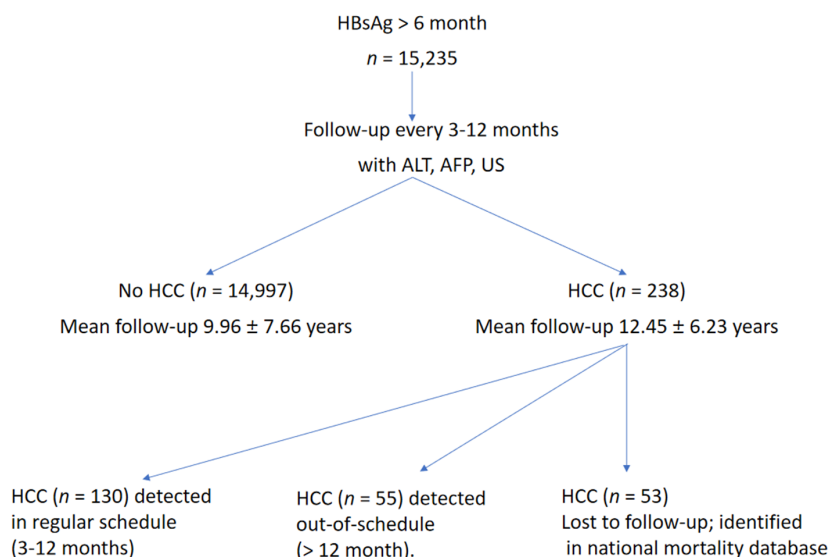 HBsAg > 6 month
n = 15,235
Follow-up every 3-12 months
with ALT, AFP, US
No HCC (n = 14,997)
Mean follow-up 9.96 ± 7.66 years
HCC (n = 238)
Mean follow-up 12.45 ± 6.23 years
HCC (n = 130) detected
in regular schedule
(3-12 months)
HCC (n = 55) detected
out-of-schedule
(> 12 month).
HCC (n = 53)
Lost to follow-up; identified
in national mortality database